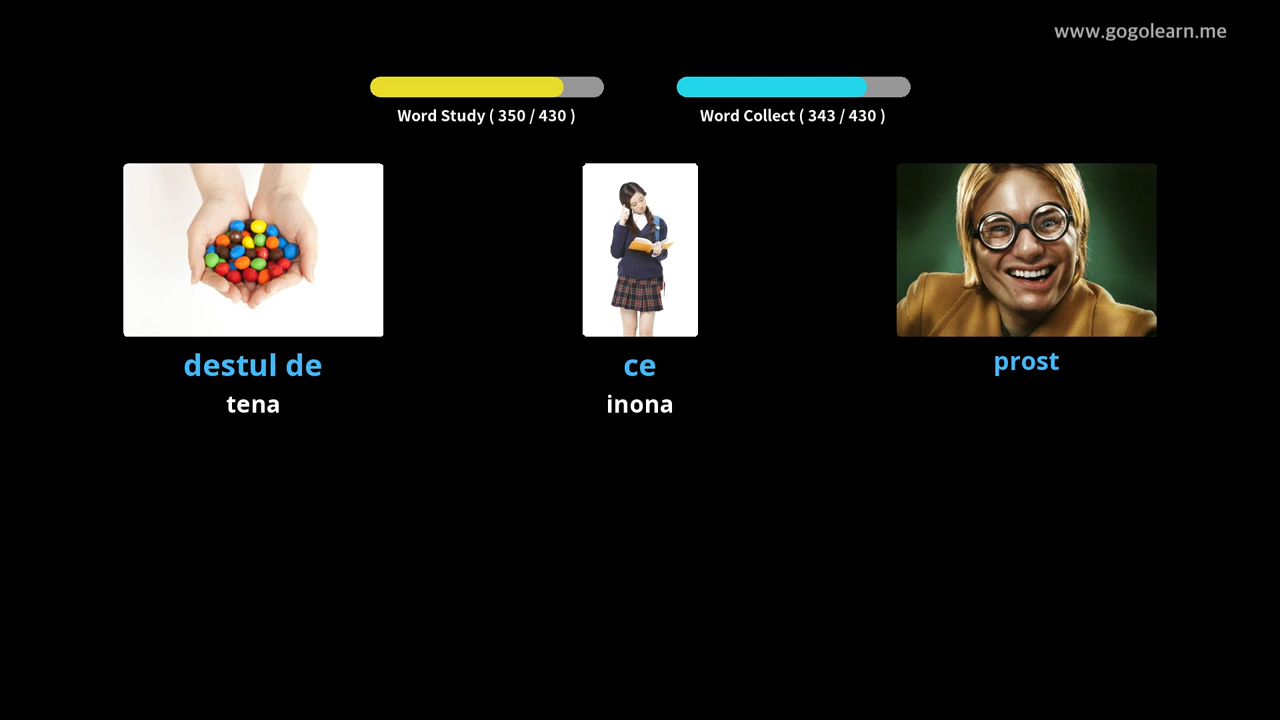 www.gogolearn.me
Word Study ( 350 / 430 )
Word Collect ( 343 / 430 )
destul de
tena
ce
inona
prost